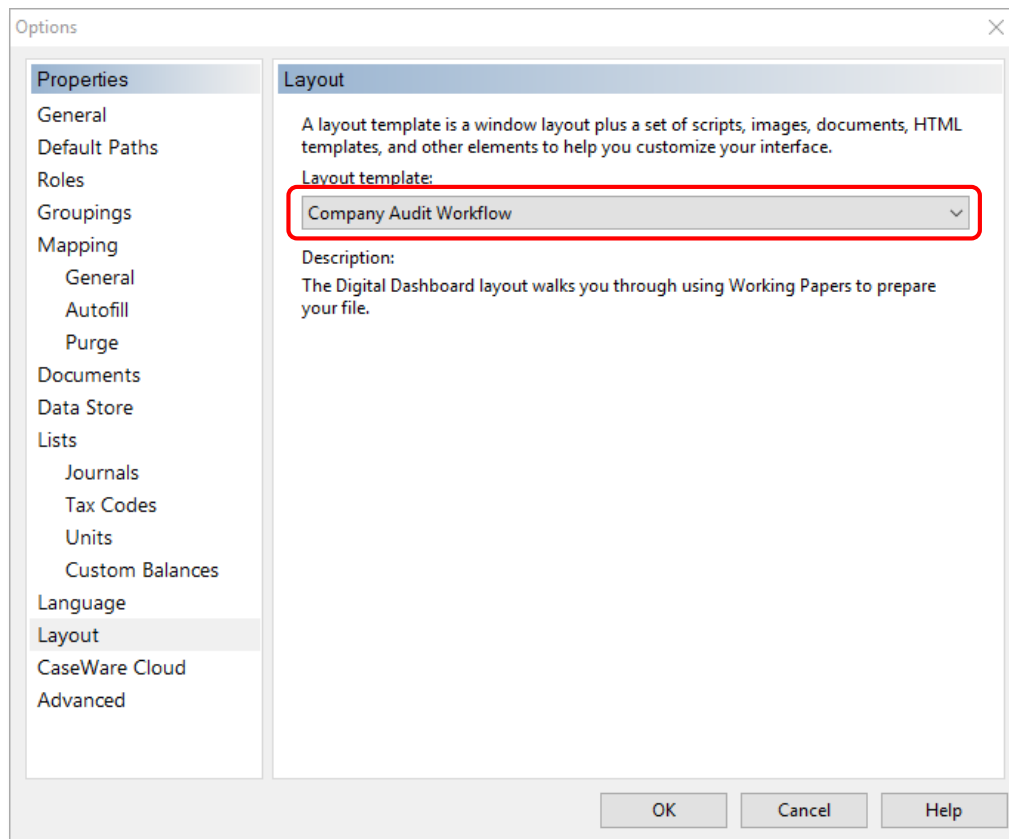 Options
Properties
General
Default Paths
Roles
Groupings
Mapping
General
Autofill
Purge
Documents
Data Store
Lists
Journals
Tax Codes
Units
Custom Balances
Language
Layout
CaseWare Cloud
Advanced
Layout
A layout template is a window layout plus a set of scripts, images, documents, HTML
templates, and other elements to help you customize your interface.
Layout template:
Company Audit Workflow
Description:
The Digital Dashboard layout walks you through using Working Papers to prepare
your file.
OK
Cancel
Help